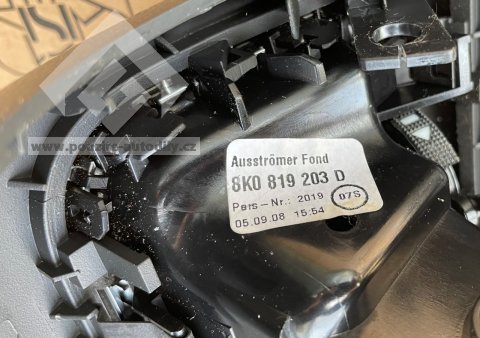 www.pouzite-autodily.cz
Ausströmer Fond
8K0 819 203 D
Pers-Nr.: 2019 07S
05.09.08 15:54